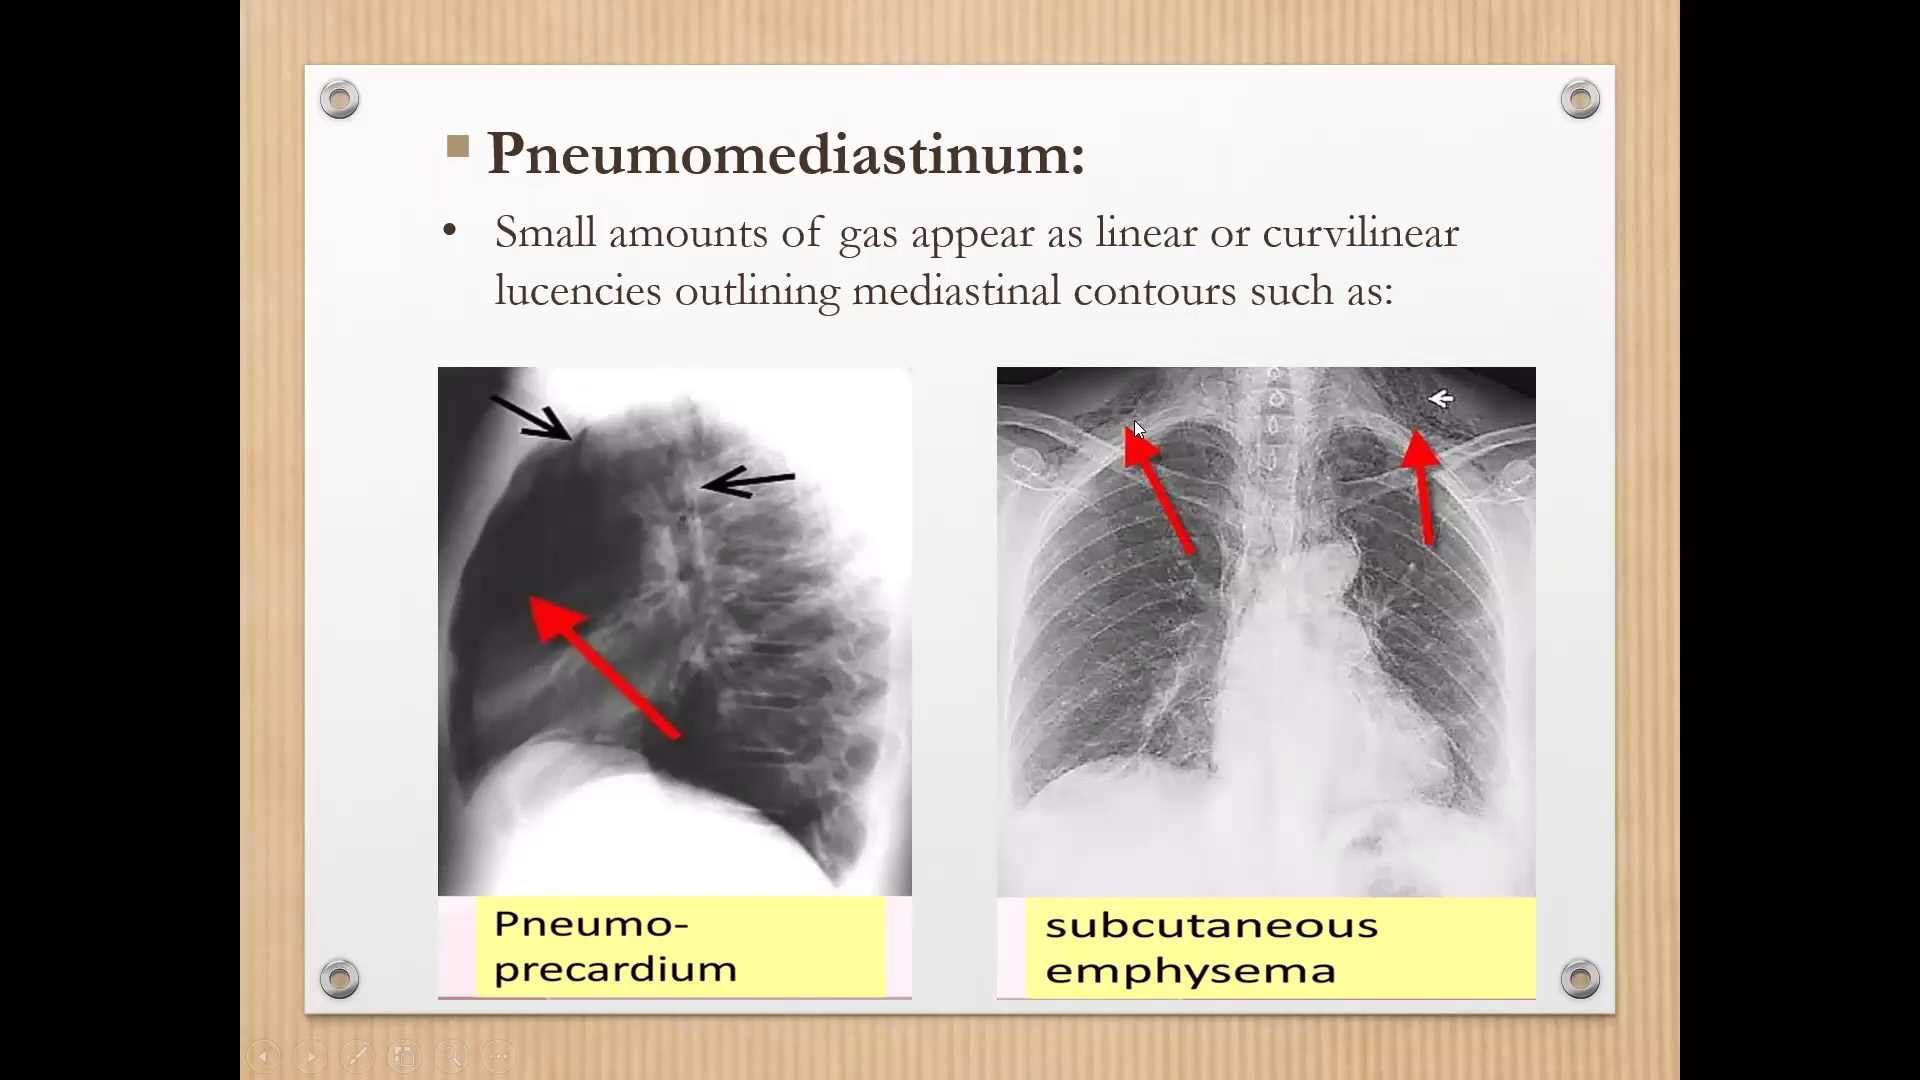 Pneumomediastinum:
• Small amounts of gas appear as linear or curvilinear
lucencies outlining mediastinal contours such as:
Pneumo-
precardium
subcutaneous
emphysema